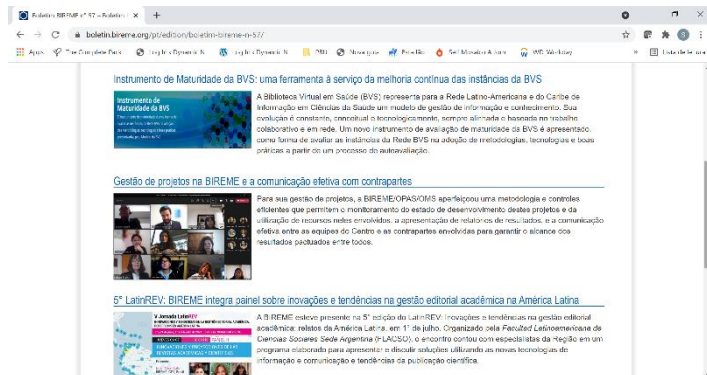 Boletim BIREME n° 57 – Boletim
boletin.bireme.org/pt/edition/boletim-bireme-n-57/
Apps
Nova guia
WD Workday
Lista de leitura
Instrumento de Maturidade da BVS: uma ferramenta à serviço da melhoria contínua das instâncias da BVS
Instrumento de
Maturidade da BVS
A Biblioteca Virtual em Saúde (BVS) representa para a Rede Latino-Americana e do Caribe de
Informação em Ciências da Saúde um modelo de gestão de informação e conhecimento. Sua
evolução é constante, conceitual e tecnologicamente, sempre alinhada e baseada no trabalho
colaborativo e em rede. Um novo instrumento de avaliação de maturidade da BVS é apresentado,
como forma de avaliar as instâncias da Rede BVS na adoção de metodologias, tecnologias e boas
práticas a partir de um processo de autoavaliação.
Gestão de projetos na BIREME e a comunicação efetiva com contrapartes
Para sua gestão de projetos, a BIREME/OPAS/OMS aperfeiçoou uma metodologia e controles
eficientes que permitem o monitoramento do estado de desenvolvimento destes projetos e da
utilização de recursos neles envolvidos, a apresentação de relatórios de resultados, e a comunicação
efetiva entre as equipes do Centro e as contrapartes envolvidas para garantir o alcance dos
resultados pactuados entre todos.
5° LatinREV: BIREME integra painel sobre inovações e tendências na gestão editorial acadêmica na América Latina
V Jornada LatinREV
A BIREME esteve presente na 5° edição do LatinREV: Inovações e tendências na gestão editorial
acadêmica: relatos da América Latina, em 1° de julho. Organizado pela Facultad Latinoamericana de
Ciencias Sociares Sede Argentina (FLACSO), o encontro contou com especialistas da Região em um
programa elaborado para apresentar e discutir soluções utilizando as novas tecnologias de
informação e comunicação e tendências da publicação científica.